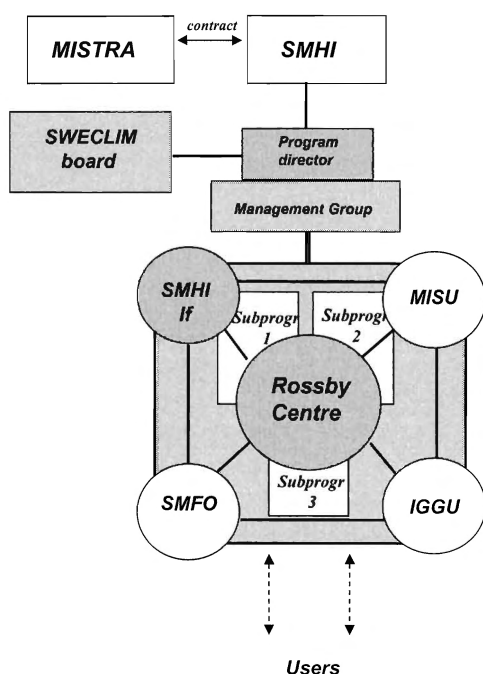 contract
MISTRA
SMHI
SWECLIM
board
Program
director
Management Group
SMHI
If
MISU
Subprogr
1
Subprogr
2
Rossby
Centre
SMFO
Subprogr
3
IGGU
Users